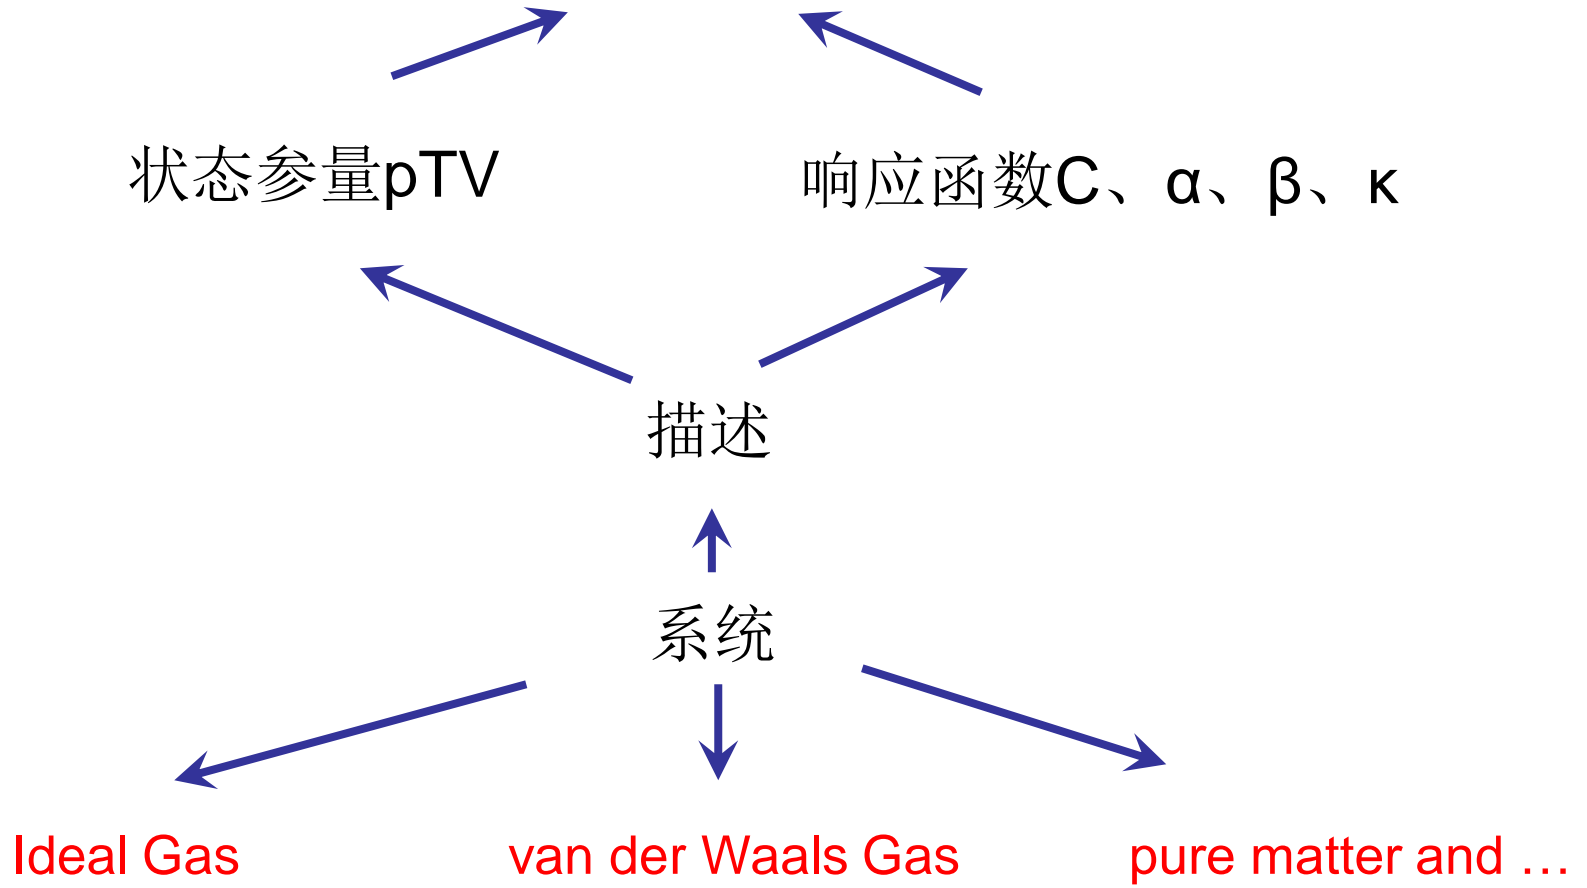 状态参量pTV
响应函数C、α、β、κ
描述
系统
Ideal Gas
van der Waals Gas
pure matter and …